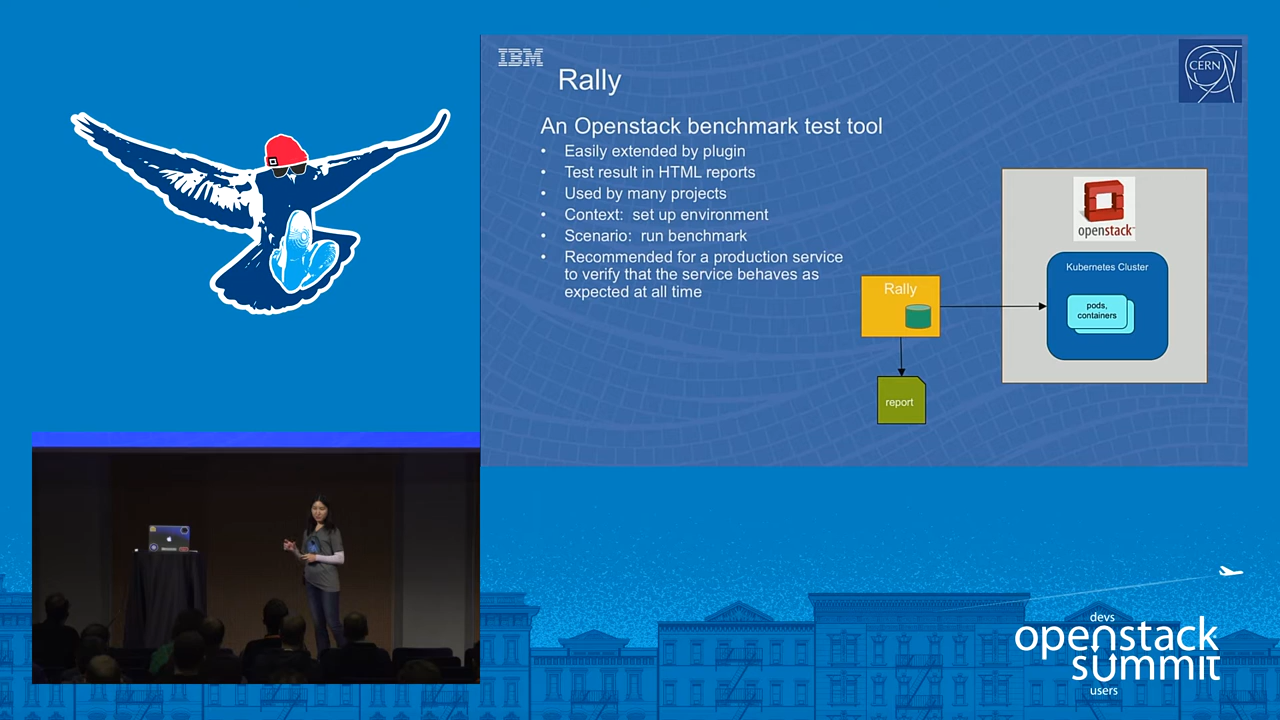 IBM
CERN
Rally
An Openstack benchmark test tool
• Easily extended by plugin
• Test result in HTML reports
• Used by many projects
• Context: set up environment
• Scenario: run benchmark
• Recommended for a production service
to verify that the service behaves as
expected at all time
openstack
Kubernetes Cluster
pods,
containers
Rally
report
devs
openstack
summit
users